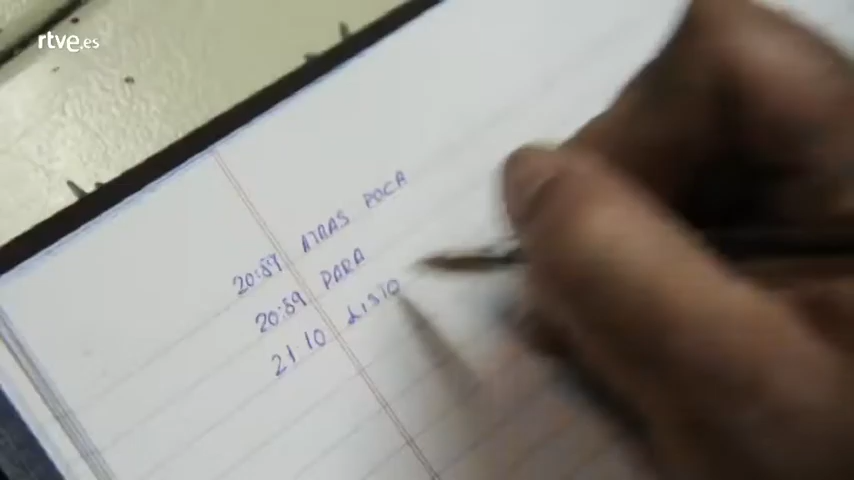 rtve.es
20:59 ATRAS POCA
20:59 PARA
21:10 LISTO